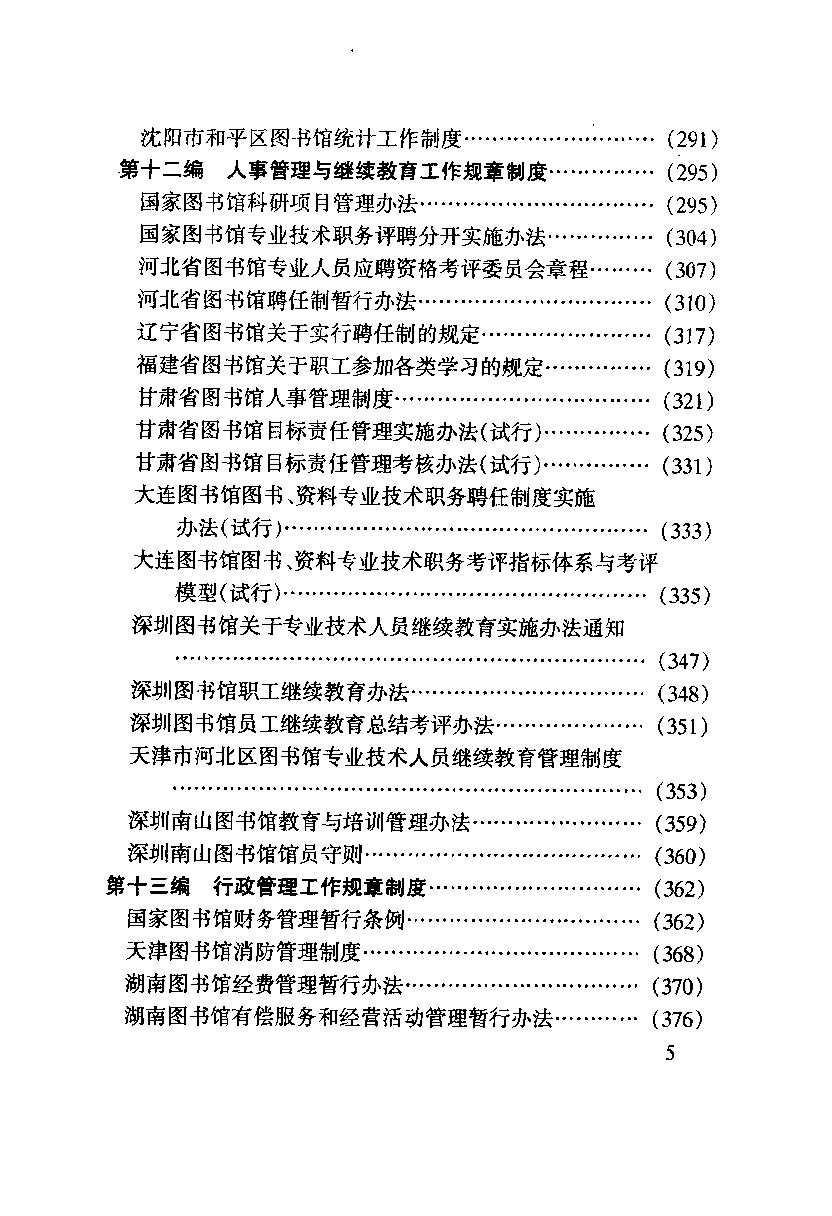 沈阳市和平区图书馆统计工作制度………………………(291)
第十二编　人事管理与继续教育工作规章制度……………(295)
国家图书馆科研项目管理办法……………………………(295)
国家图书馆专业技术职务评聘分开实施办法……………(304)
河北省图书馆专业人员应聘资格考评委员会章程………(307)
河北省图书馆聘任制暂行办法……………………………(310)
辽宁省图书馆关于实行聘任制的规定……………………(317)
福建省图书馆关于职工参加各类学习的规定……………(319)
甘肃省图书馆人事管理制度………………………………(321)
甘肃省图书馆目标责任管理实施办法(试行)……………(325)
甘肃省图书馆目标责任管理考核办法(试行)……………(331)
大连图书馆图书、资料专业技术职务聘任制度实施
办法(试行)……………………………………………(333)
大连图书馆图书、资料专业技术职务考评指标体系与考评
模型(试行)……………………………………………(335)
深圳图书馆关于专业技术人员继续教育实施办法通知
…………………………………………………………(347)
深圳图书馆职工继续教育办法……………………………(348)
深圳图书馆员工继续教育总结考评办法…………………(351)
天津市河北区图书馆专业技术人员继续教育管理制度
…………………………………………………………(353)
深圳南山图书馆教育与培训管理办法……………………(359)
深圳南山图书馆馆员守则…………………………………(360)
第十三编　行政管理工作规章制度…………………………(362)
国家图书馆财务管理暂行条例……………………………(362)
天津图书馆消防管理制度…………………………………(368)
湖南图书馆经费管理暂行办法……………………………(370)
湖南图书馆有偿服务和经营活动管理暂行办法…………(376)
5